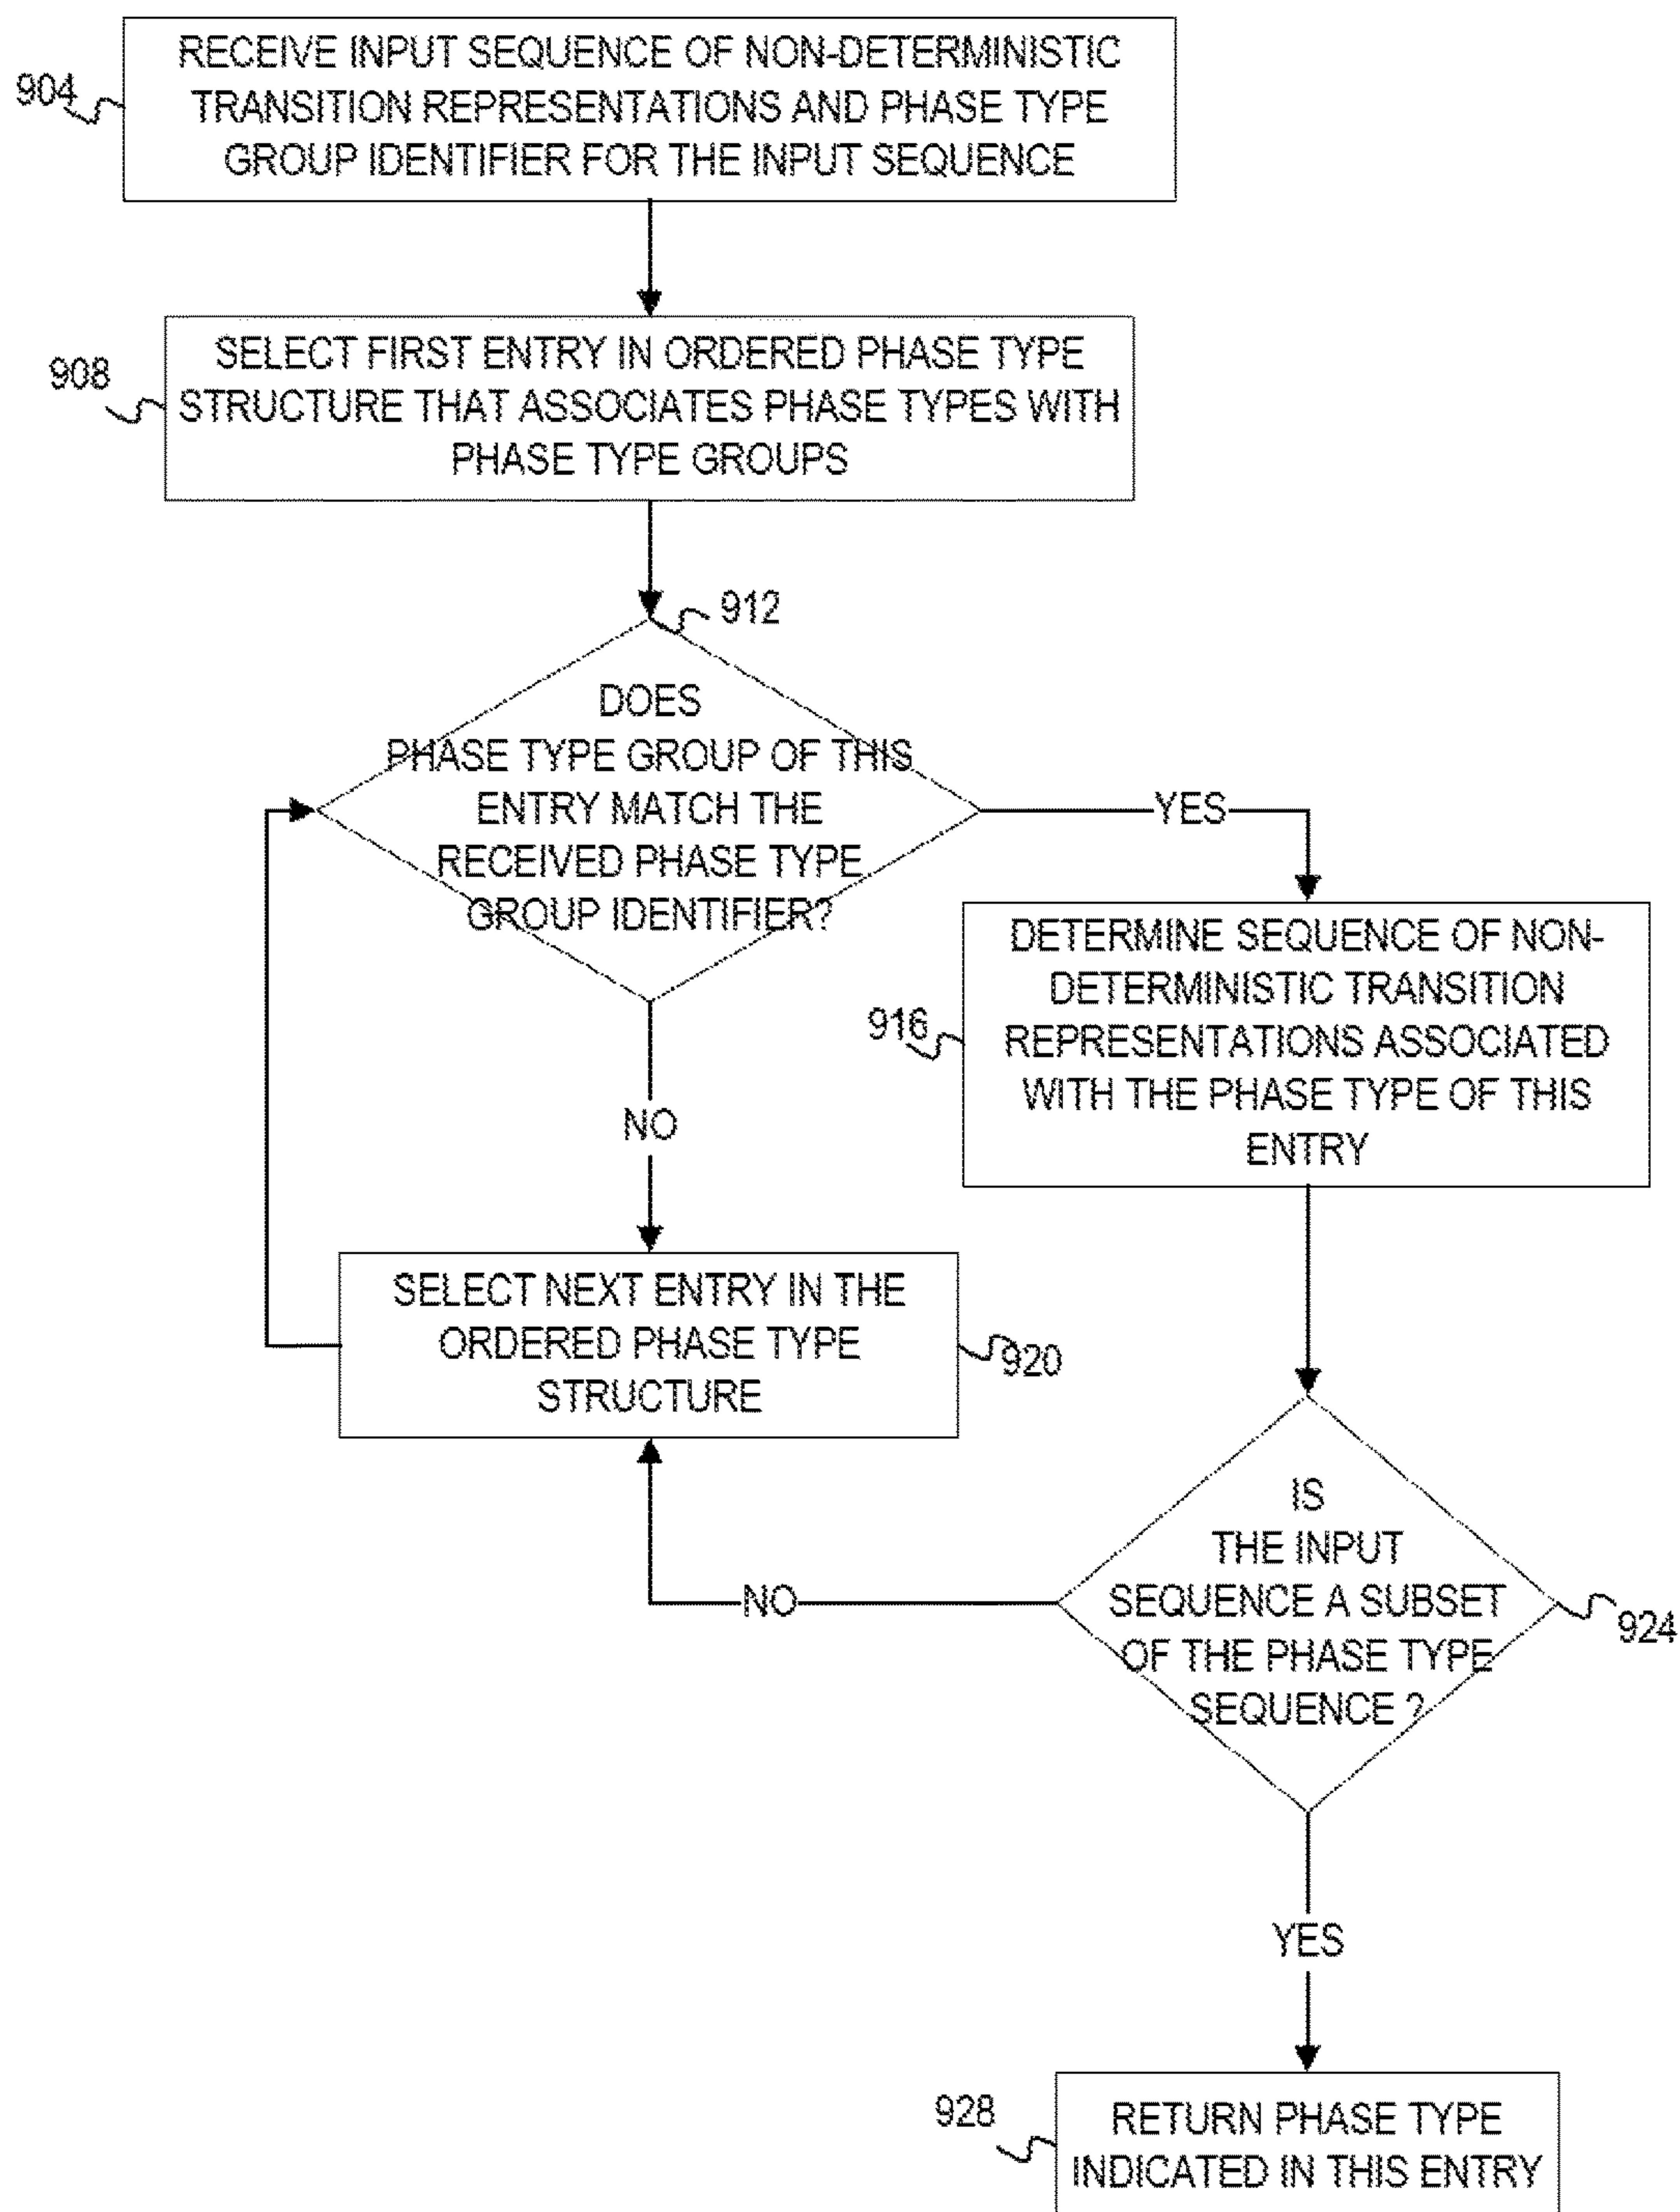 RECEIVE INPUT SEQUENCE OF NON-DETERMINISTIC
TRANSITION REPRESENTATIONS AND PHASE TYPE
GROUP IDENTIFIER FOR THE INPUT SEQUENCE
904
SELECT FIRST ENTRY IN ORDERED PHASE TYPE
STRUCTURE THAT ASSOCIATES PHASE TYPES WITH
PHASE TYPE GROUPS
908
912
DOES
PHASE TYPE GROUP OF THIS
ENTRY MATCH THE
RECEIVED PHASE TYPE
GROUP IDENTIFIER?
YES
NO
DETERMINE SEQUENCE OF NON-
DETERMINISTIC TRANSITION
REPRESENTATIONS ASSOCIATED
WITH THE PHASE TYPE OF THIS
ENTRY
916
SELECT NEXT ENTRY IN THE
ORDERED PHASE TYPE
STRUCTURE
920
IS
THE INPUT
SEQUENCE A SUBSET
OF THE PHASE TYPE
SEQUENCE ?
924
NO
YES
928
RETURN PHASE TYPE
INDICATED IN THIS ENTRY